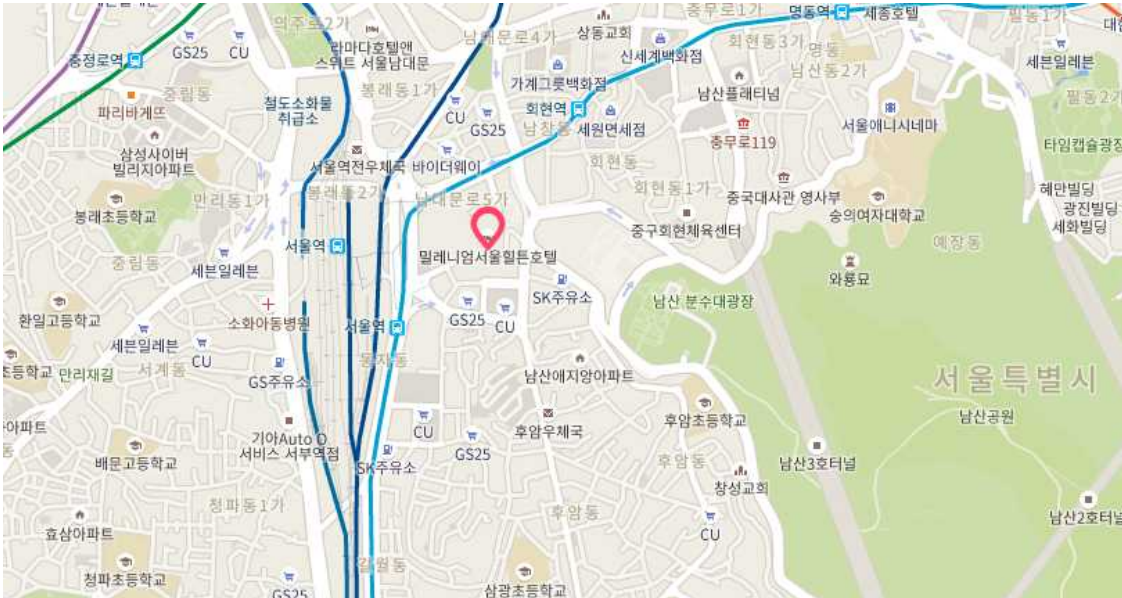 세븐일레븐
덕수로2가
남대문로4가
상동교회
충무로1가
명동역
세종호텔
필동1가
GS25
CU
라마다호텔앤
스위트 서울남대문
신세계백화점
회현동3가
명동
남산동2가
세븐일레븐
충정로역
중림동
봉래동1가
가계그릇백화점
남산플래티넘
필동2가
파리바게뜨
철도소화물
취급소
CU
GS25
회현역
남창동
세원면세점
서울애니시네마
타임캡슐광장
삼성사이버
빌리지아파트
서울역전우체국
바이더웨이
회현동
충무로119
만리동1가
봉래동2가
남대문로5가
회현동1가
중국대사관 영사부
숭의여자대학교
혜만빌딩
광진빌딩
세화빌딩
봉래초등학교
중구회현체육센터
예장동
서울역
밀레니엄서울힐튼호텔
중림동
세븐일레븐
와룡묘
SK주유소
남산 분수대광장
환일고등학교
소화아동병원
서울역
GS25
CU
세븐일레븐
CU
서계동
동자동
초등학교
만리재길
GS주유소
남산애지앙아파트
서울특별시
남산공원
아파트
기아Auto Q
서비스 서부역점
CU
후암우체국
후암초등학교
배문고등학교
SK주유소
GS25
후암동
남산3호터널
창성교회
청파동1가
후암동
CU
남산2호터널
효삼아파트
청파초등학교
갈월동
GS25
삼광초등학교